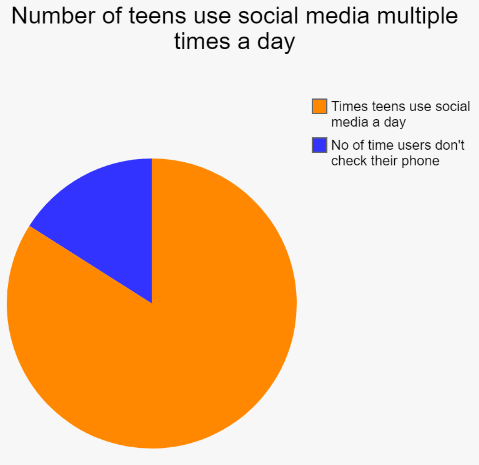 Number of teens use social media multiple
times a day
Times teens use social
media a day
No of time users don't
check their phone